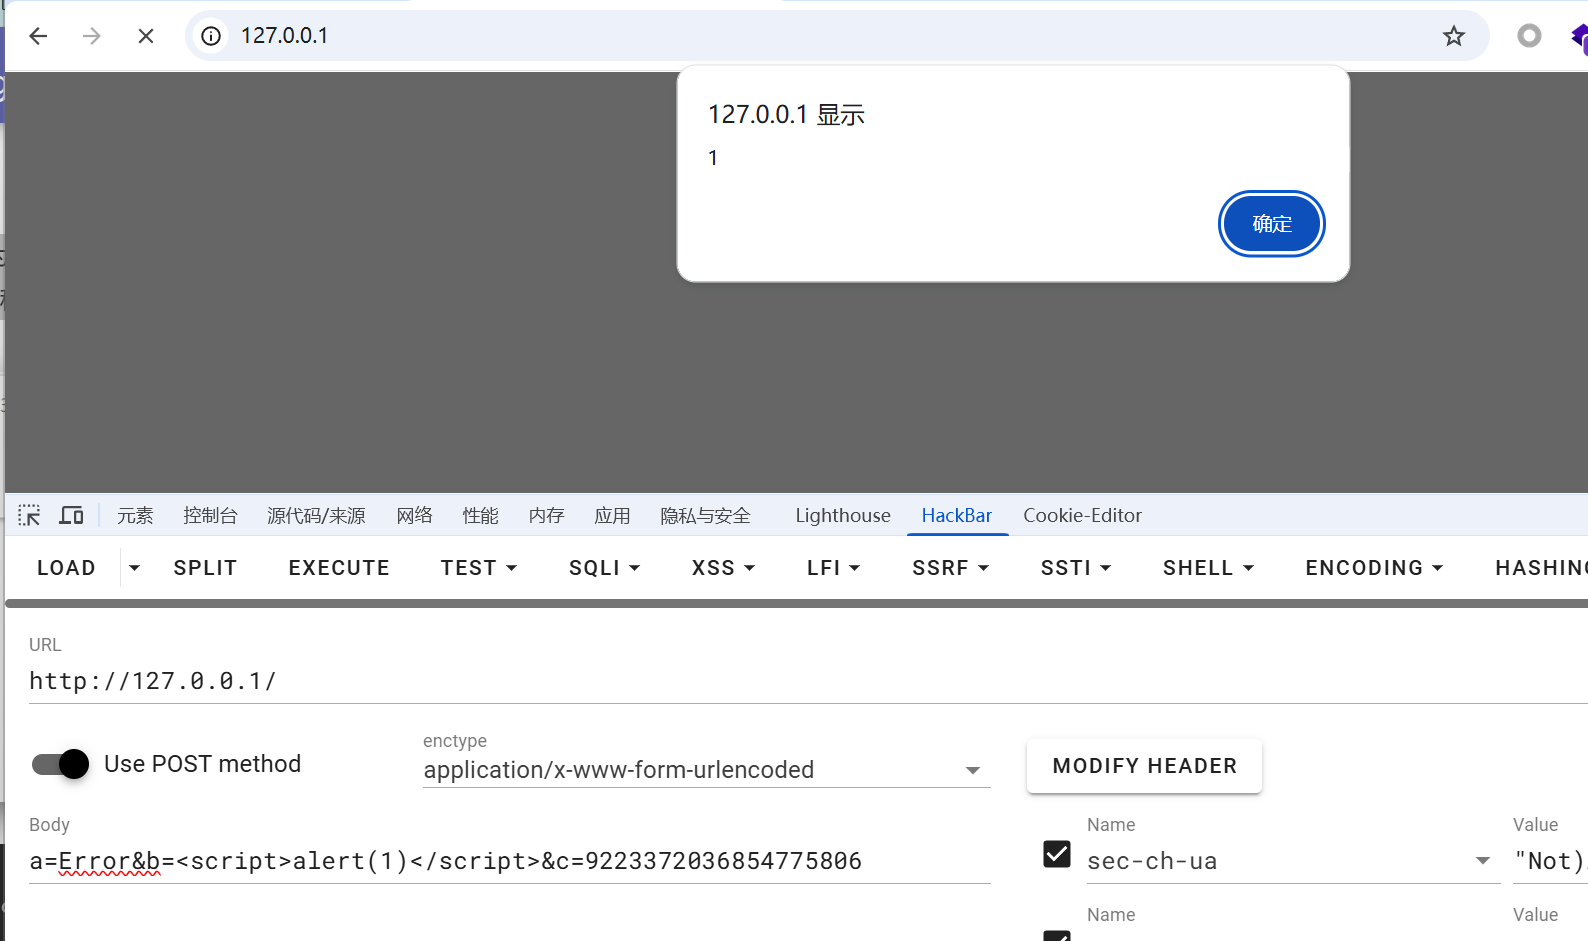 127.0.0.1
127.0.0.1 显示
1
确定
元素 控制台 源代码/来源 网络 性能 内存 应用 隐私与安全 Lighthouse HackBar Cookie-Editor
LOAD SPLIT EXECUTE TEST SQLI XSS LFI SSRF SSTI SHELL ENCODING HASHING
URL
http://127.0.0.1/
Use POST method
enctype
application/x-www-form-urlencoded
MODIFY HEADER
Body
a=Error&b=<script>alert(1)</script>&c=9223372036854775806
Name Value
sec-ch-ua "Not)
Name Value